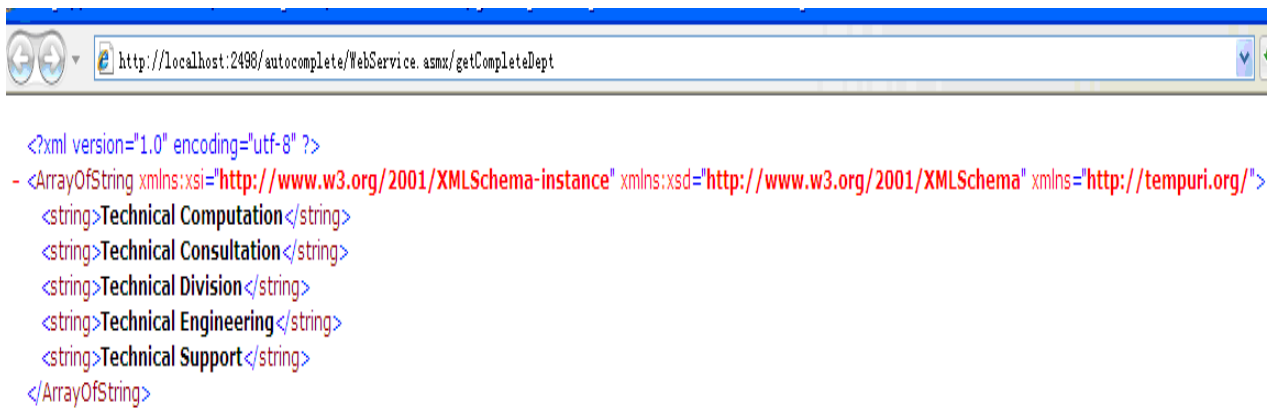 http://localhost:2498/autocomplete/WebService.asmx/getCompleteDept
<?xml version="1.0" encoding="utf-8" ?>
- <ArrayOfString xmlns:xsi="http://www.w3.org/2001/XMLSchema-instance" xmlns:xsd="http://www.w3.org/2001/XMLSchema" xmlns="http://tempuri.org/">
<string>Technical Computation</string>
<string>Technical Consultation</string>
<string>Technical Division</string>
<string>Technical Engineering</string>
<string>Technical Support</string>
</ArrayOfString>